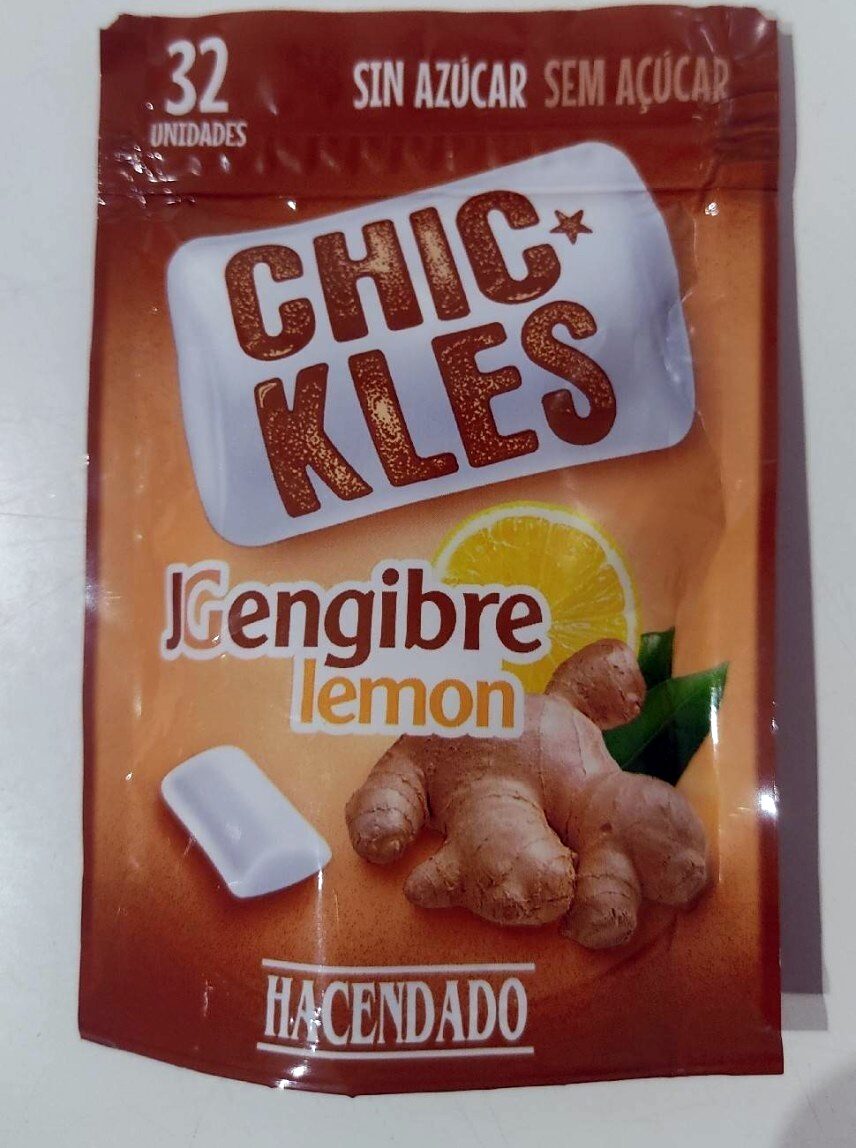 32
UNIDADES
SIN AZÚCAR SEM AÇÚCAR
CHIC
KLES
JGengibre
lemon
HACENDADO